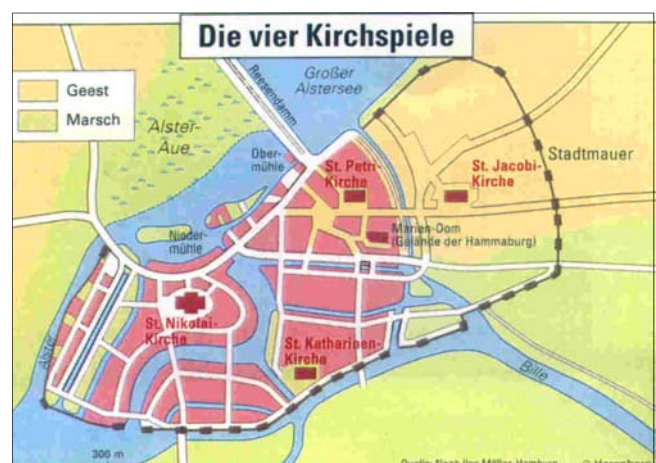 Die vier Kirchspiele
Geest
Marsch
Alster-
Aue
Reesendamm
Großer
Alstersee
Ober-
mühle
St. Petri-
Kirche
St. Jacobi-
Kirche
Stadtmauer
Marien-Dom
(Gelände der Hammaburg)
Nieder-
mühle
St. Nikolai-
Kirche
St. Katharinen-
Kirche
Alster
Bille
300 m